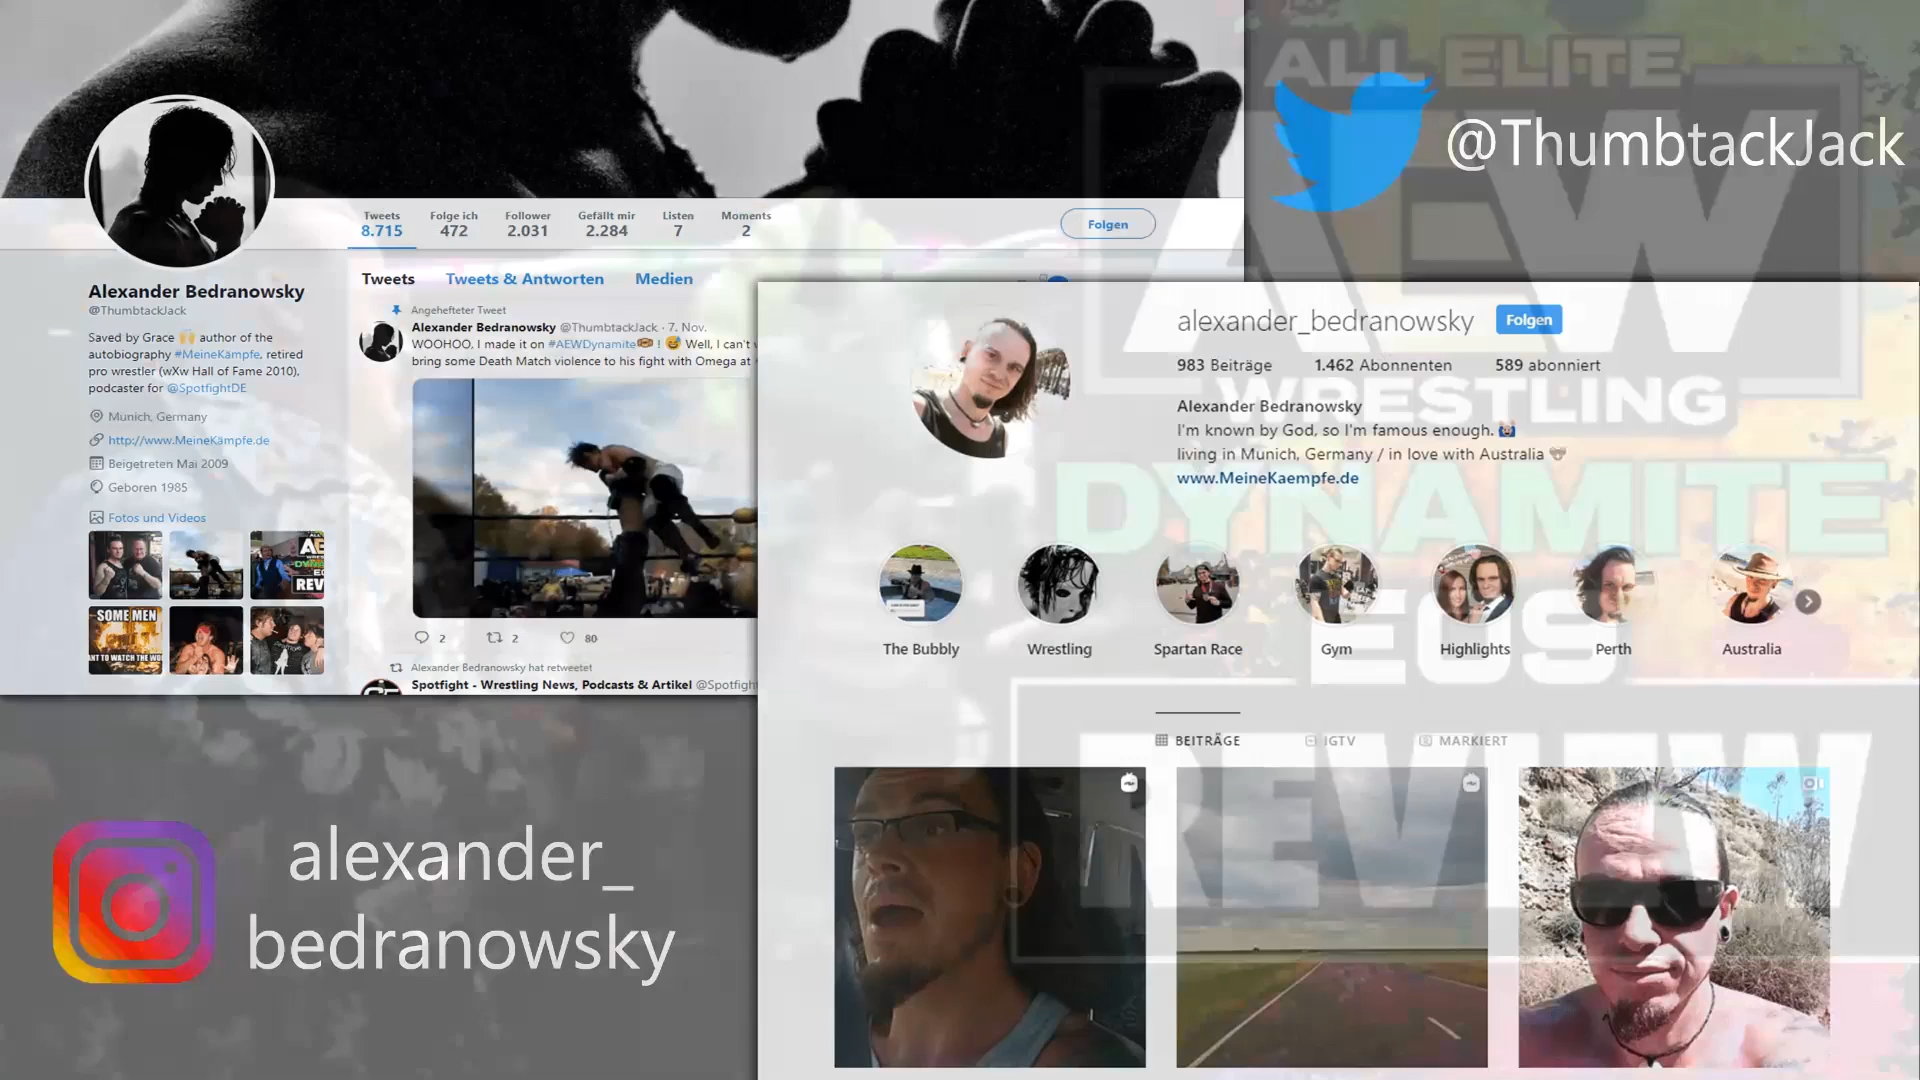 ALL ELITE
AEW
WRESTLING
DYNAMITE
EOS
REVIEW
@ThumbtackJack
Tweets
8.715
Folge ich
472
Follower
2.031
Gefällt mir
2.284
Listen
7
Moments
2
Folgen
Alexander Bedranowsky
@ThumbtackJack
Saved by Grace 🙌 author of the
autobiography #MeineKämpfe, retired
pro wrestler (wXw Hall of Fame 2010),
podcaster for @SpotfightDE
Munich, Germany
http://www.MeineKämpfe.de
Beigetreten Mai 2009
Geboren 1985
Fotos und Videos
SOME MEN
Tweets
Tweets & Antworten
Medien
Angehefteter Tweet
Alexander Bedranowsky @ThumbtackJack · 7. Nov.
WOOHOO, I made it on #AEWDynamite ! 😅 Well, I can't
bring some Death Match violence to his fight with Omega at
2
2
80
Alexander Bedranowsky hat retweetet
Spotfight - Wrestling News, Podcasts & Artikel @Spotfight
alexander_bedranowsky
Folgen
983 Beiträge
1.462 Abonnenten
589 abonniert
Alexander Bedranowsky
I'm known by God, so I'm famous enough.
living in Munich, Germany / in love with Australia 🐨
www.MeineKaempfe.de
The Bubbly
Wrestling
Spartan Race
Gym
Highlights
Perth
Australia
BEITRÄGE
IGTV
MARKIERT
alexander_
bedranowsky